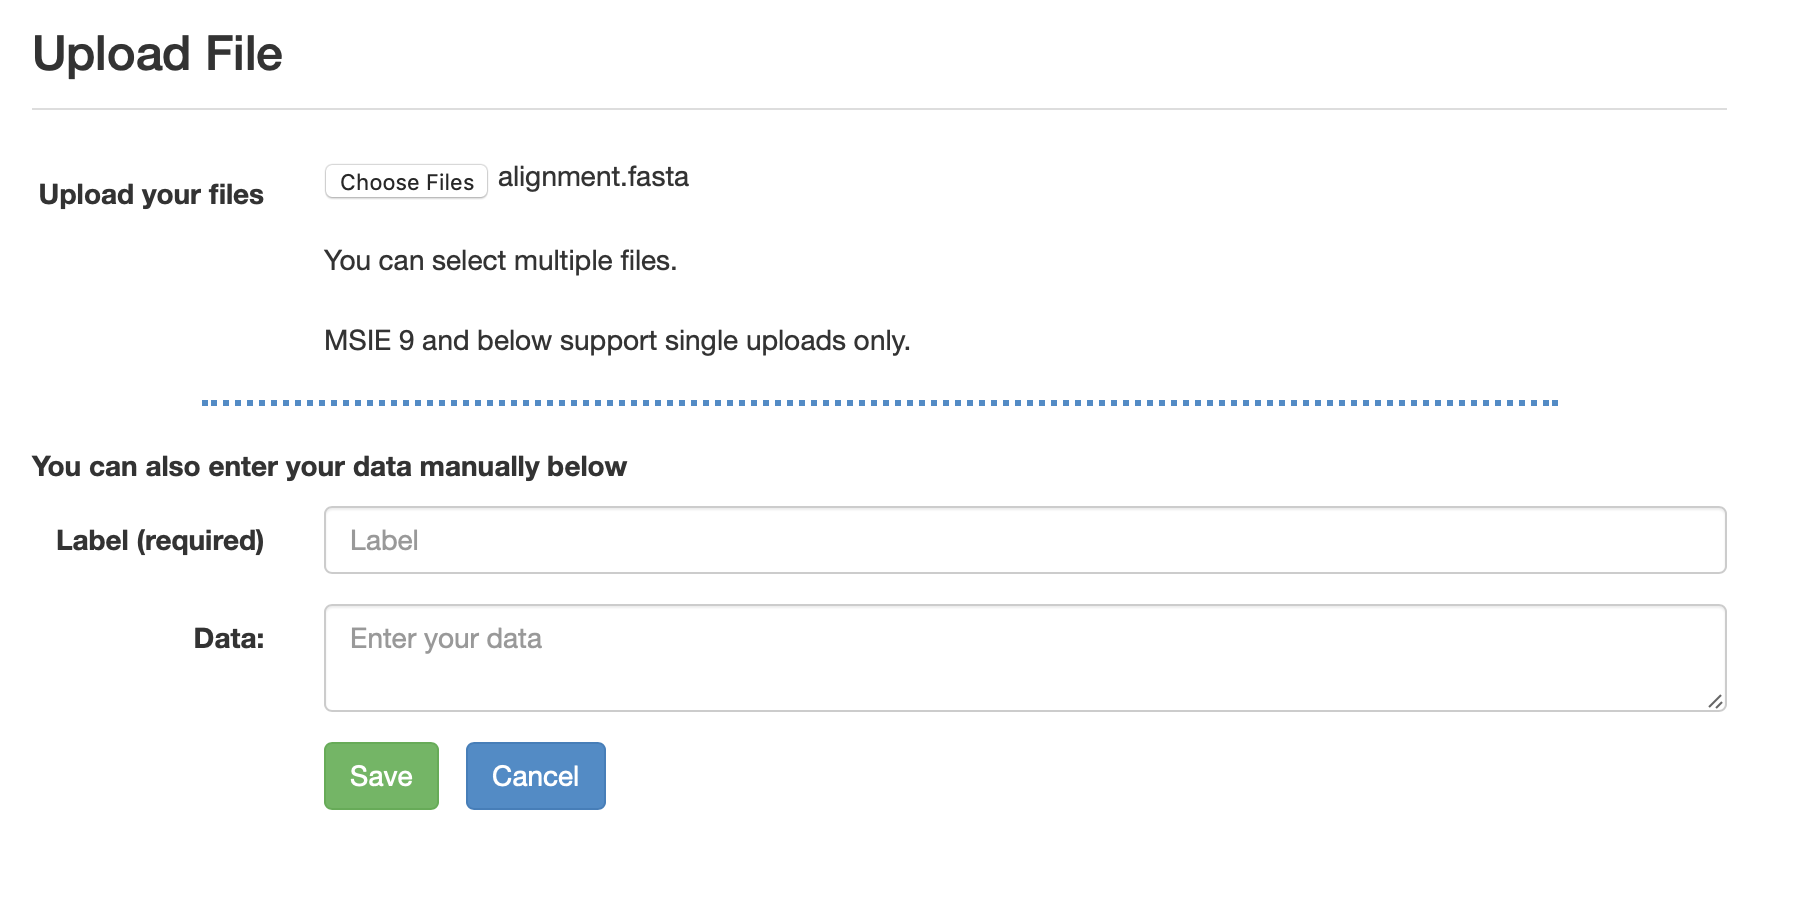 Upload File
Upload your files
Choose Files alignment.fasta
You can select multiple files.
MSIE 9 and below support single uploads only.
You can also enter your data manually below
Label (required)
Label
Data:
Enter your data
Save
Cancel